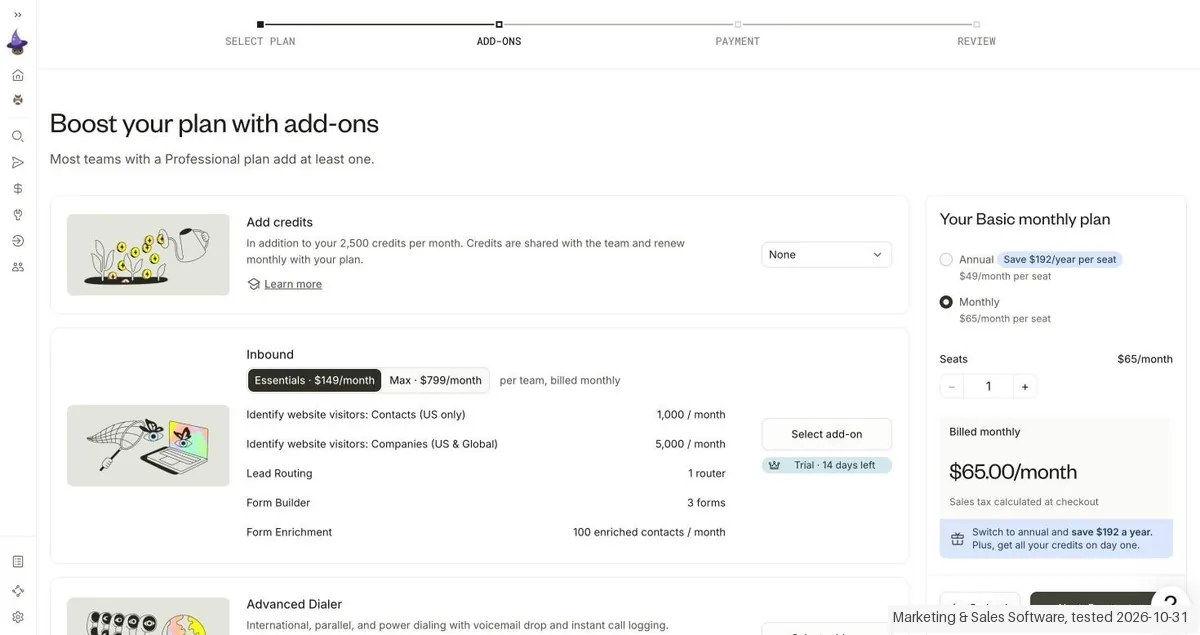 SELECT PLAN
ADD-ONS
PAYMENT
REVIEW
Boost your plan with add-ons
Most teams with a Professional plan add at least one.
Add credits
In addition to your 2,500 credits per month. Credits are shared with the team and renew
monthly with your plan.
Learn more
None
Inbound
Essentials · $149/month
Max · $799/month
per team, billed monthly
Identify website visitors: Contacts (US only)
1,000 / month
Identify website visitors: Companies (US & Global)
5,000 / month
Lead Routing
1 router
Form Builder
3 forms
Form Enrichment
100 enriched contacts / month
Select add-on
Trial · 14 days left
Advanced Dialer
International, parallel, and power dialing with voicemail drop and instant call logging.
Your Basic monthly plan
Annual
Save $192/year per seat
$49/month per seat
Monthly
$65/month per seat
Seats
$65/month
− 1 +
Billed monthly
$65.00/month
Sales tax calculated at checkout
Switch to annual and save $192 a year.
Plus, get all your credits on day one.
?
Marketing & Sales Software, tested 2026-10-31